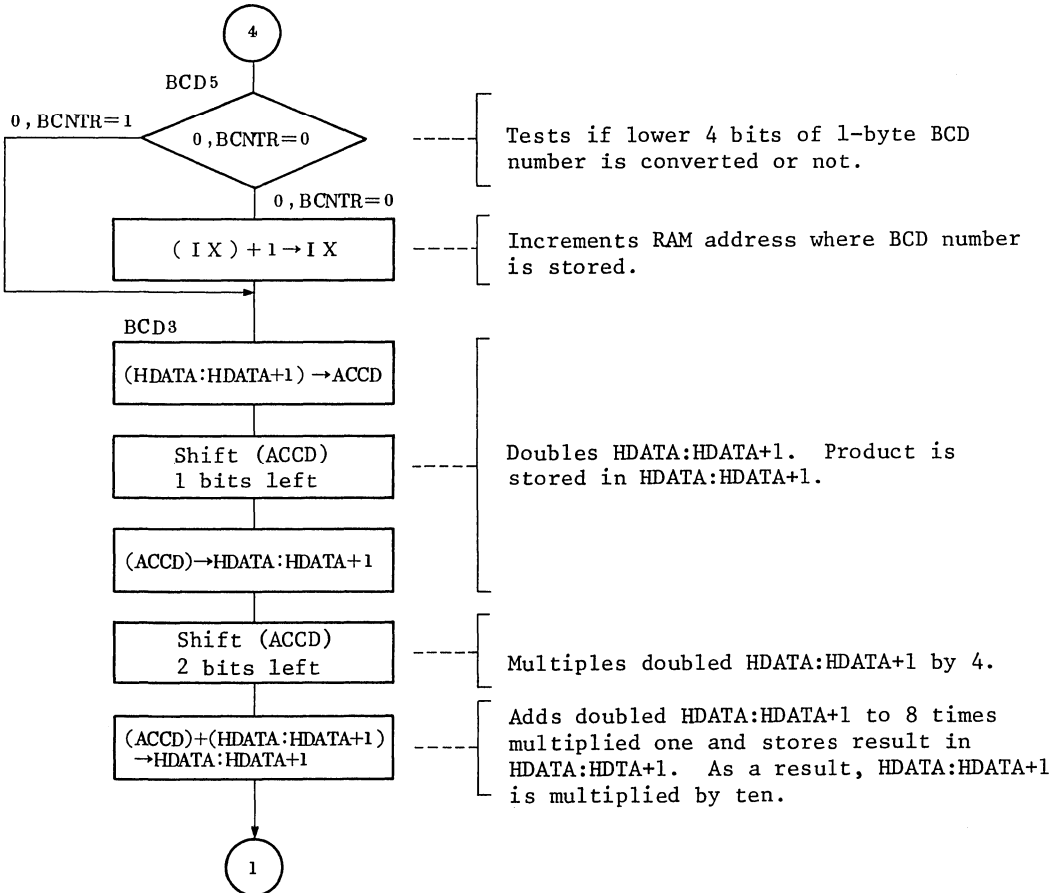 4
BCD5
0,BCNTR=1
0,BCNTR=0
Tests if lower 4 bits of 1-byte BCD
number is converted or not.
0,BCNTR=0
(IX)+1→IX
Increments RAM address where BCD number
is stored.
BCD3
(HDATA:HDATA+1)→ACCD
Shift (ACCD)
1 bits left
Doubles HDATA:HDATA+1. Product is
stored in HDATA:HDATA+1.
(ACCD)→HDATA:HDATA+1
Shift (ACCD)
2 bits left
Multiples doubled HDATA:HDATA+1 by 4.
(ACCD)+(HDATA:HDATA+1)
→HDATA:HDATA+1
Adds doubled HDATA:HDATA+1 to 8 times
multiplied one and stores result in
HDATA:HDTA+1. As a result, HDATA:HDATA+1
is multiplied by ten.
1